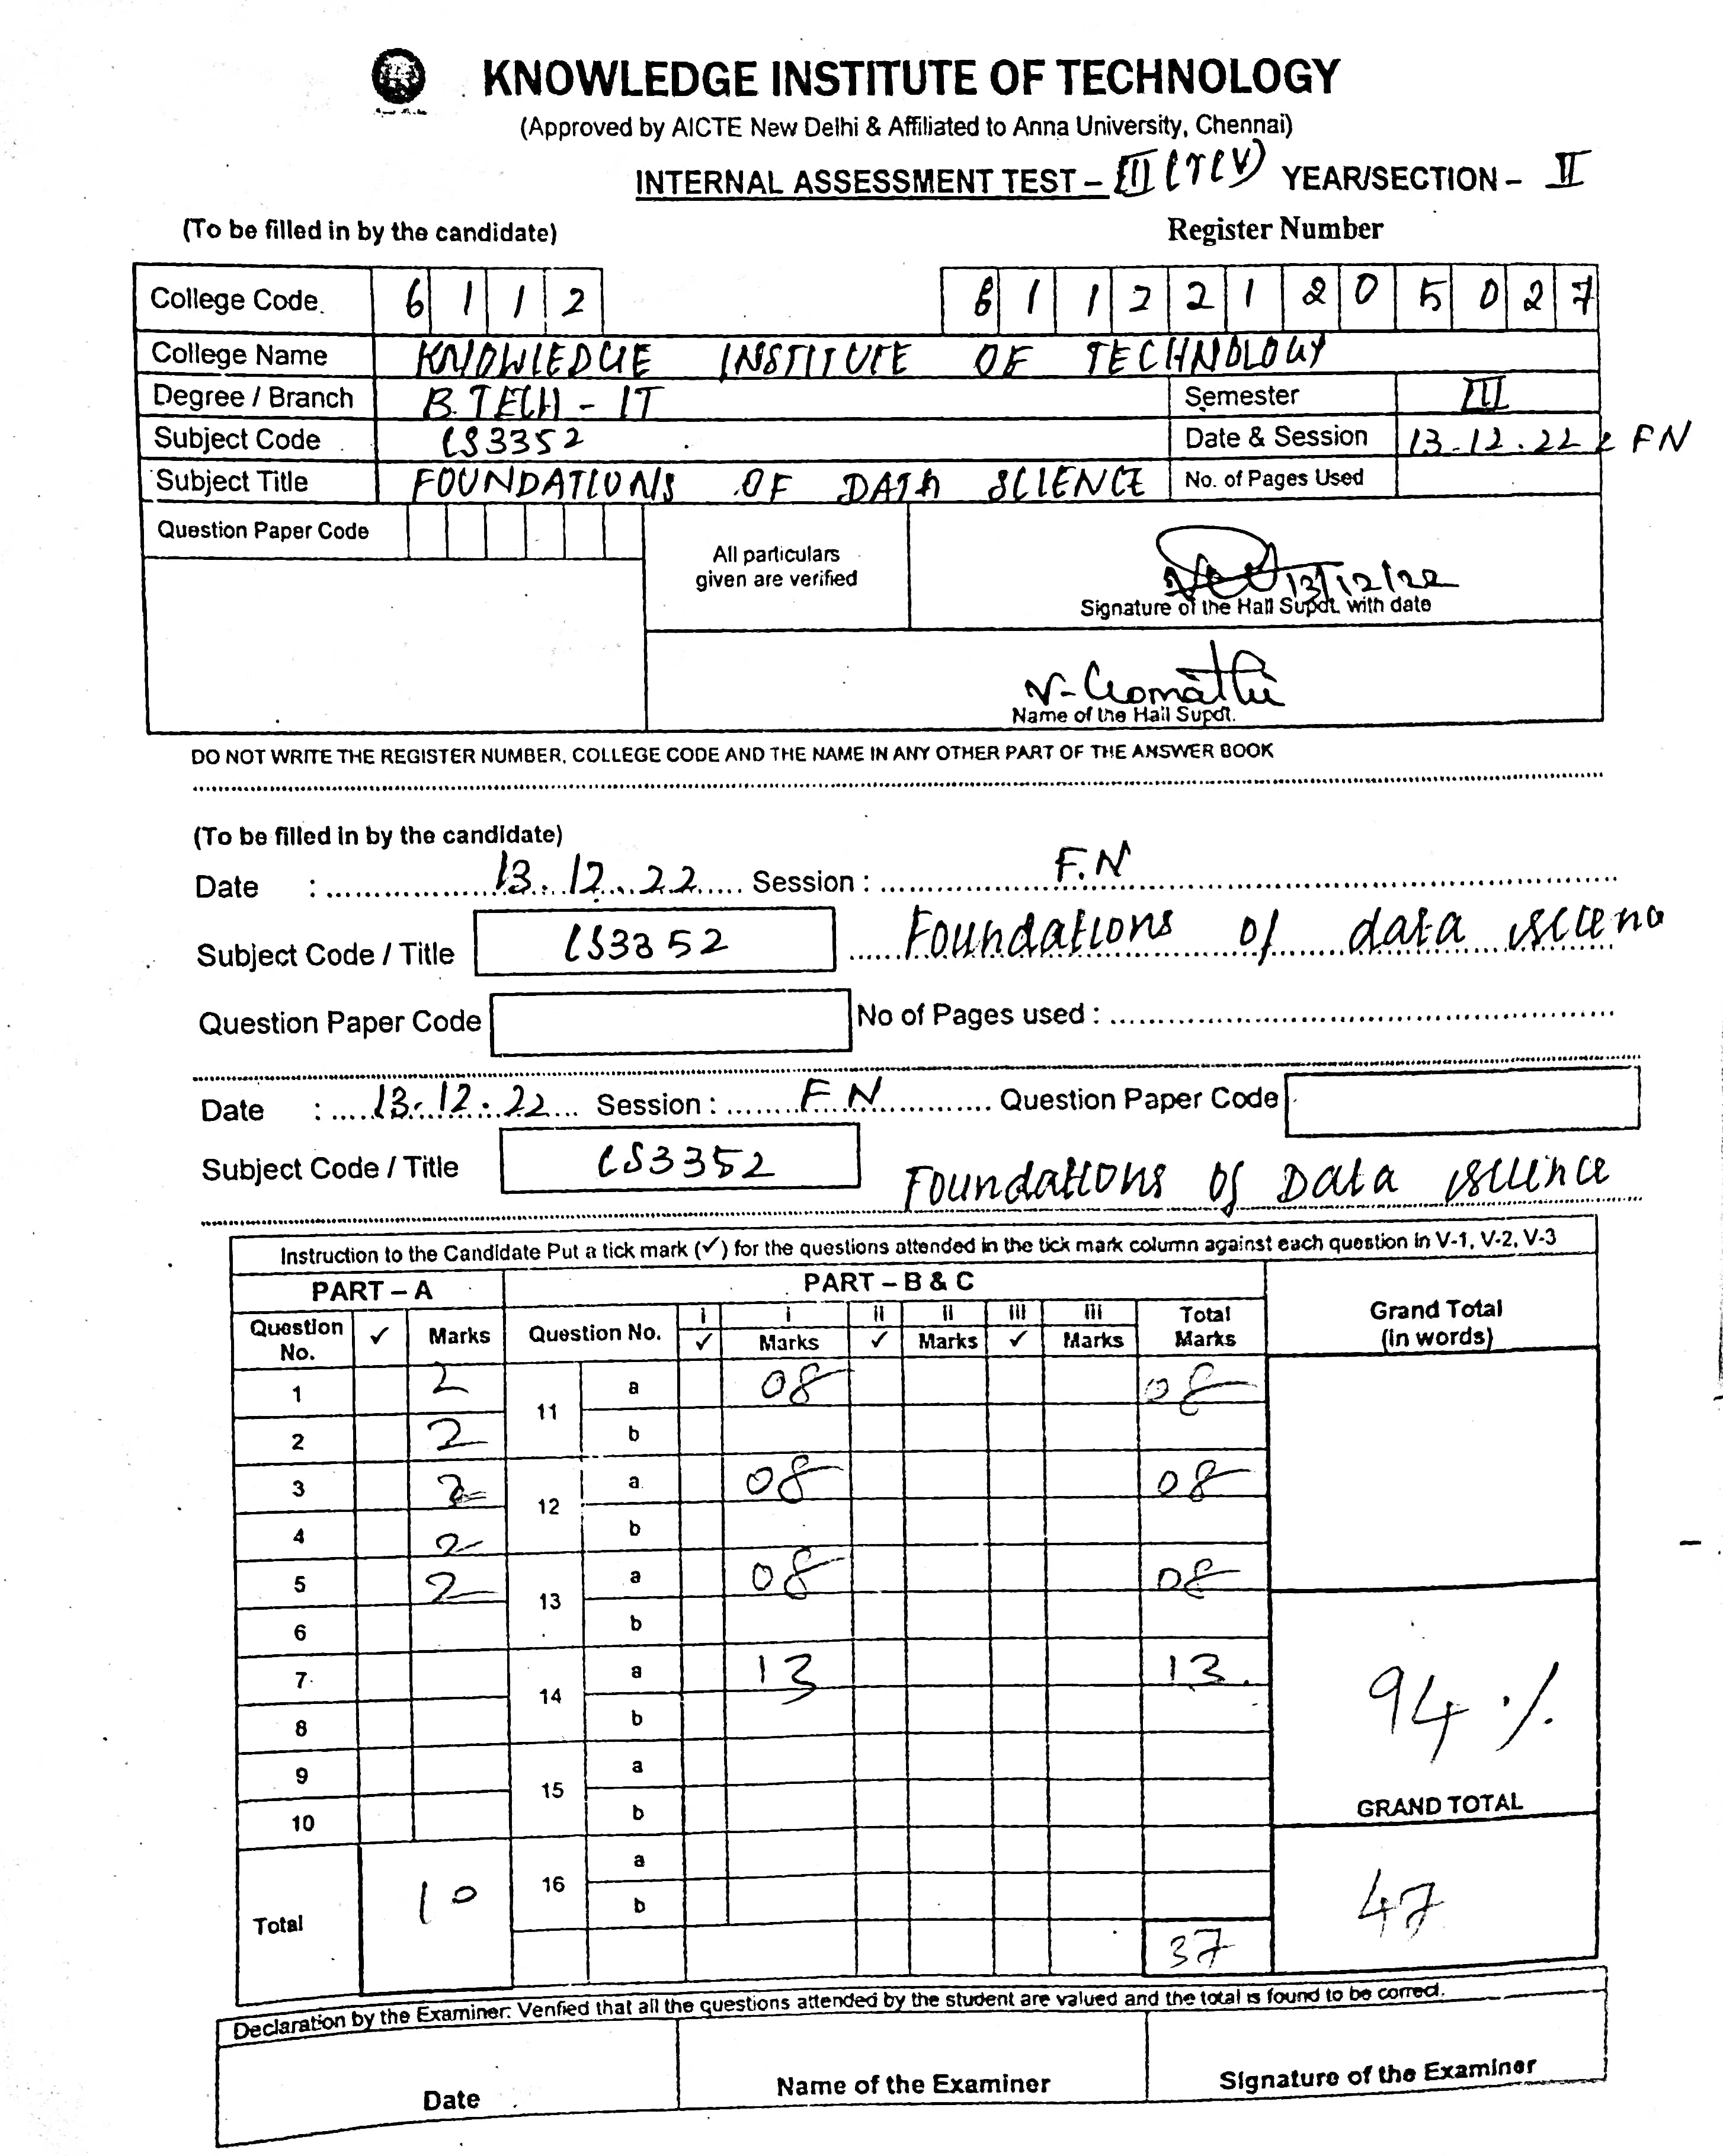 KNOWLEDGE INSTITUTE OF TECHNOLOGY
(Approved by AICTE New Delhi & Affiliated to Anna University, Chennai)
INTERNAL ASSESSMENT TEST – III YEAR/SECTION – II
(To be filled in by the candidate) Register Number
College Code. 6 1 1 2 6 1 1 2 2 1 2 0 5 0 2 7
College Name KNOWLEDGE INSTITUTE OF TECHNOLOGY
Degree / Branch B.TECH - IT Semester III
Subject Code CS3352 Date & Session 13.12.22 & FN
Subject Title FOUNDATIONS OF DATA SCIENCE No. of Pages Used
Question Paper Code
All particulars
given are verified
13/12/22
Signature of the Hall Supdt. with date
V. Gomathi
Name of the Hall Supdt.
DO NOT WRITE THE REGISTER NUMBER, COLLEGE CODE AND THE NAME IN ANY OTHER PART OF THE ANSWER BOOK
(To be filled in by the candidate)
Date : 13.12.22 Session : F.N
Subject Code / Title CS3352 Foundations of data science
Question Paper Code No of Pages used :
Date : 13.12.22 Session : FN Question Paper Code
Subject Code / Title CS3352 Foundations of Data science
Instruction to the Candidate Put a tick mark (✓) for the questions attended in the tick mark column against each question in V-1, V-2, V-3
PART – A PART – B & C Grand Total (in words)
Question No. ✓ Marks Question No. i ✓ i Marks ii ✓ ii Marks iii ✓ iii Marks Total Marks
1 2 11 a 08 08
2 2 b
3 2 12 a 08 08
4 2 b
5 2 13 a 08 08
6 b
7 14 a 13 13
8 b 94 %
9 15 a
10 b GRAND TOTAL
Total 10 16 a
b 47
37
Declaration by the Examiner: Verified that all the questions attended by the student are valued and the total is found to be correct.
Date Name of the Examiner Signature of the Examiner